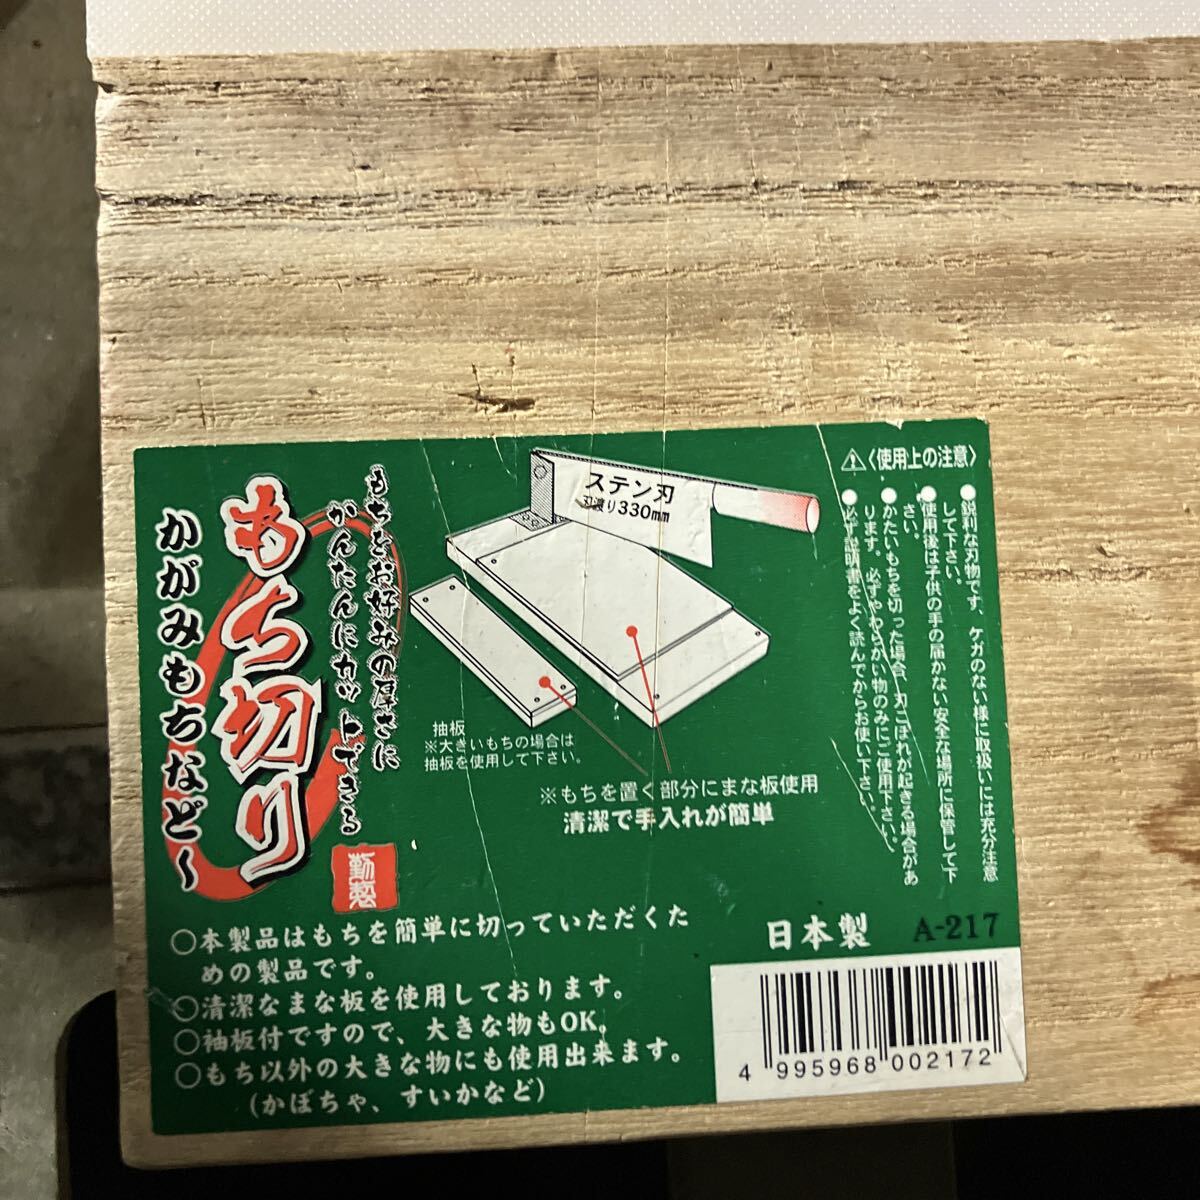 もちをお好みの厚さに
かんたんにカットできる
もち切り
かがみもちなど〜
ステン刃
刃渡り330mm
抽板
※大きいもちの場合は
抽板を使用して下さい。
※もちを置く部分にまな板使用
清潔で手入れが簡単
〈使用上の注意〉
●鋭利な刃物です、ケガのない様に取扱いには充分注意
して下さい。
●使用後は子供の手の届かない安全な場所に保管して下
さい。
●かたいもちを切った場合、刃こぼれが起きる場合があ
ります。必ずやわらかい物のみにご使用下さい。
●必ず説明書をよく読んでからお使い下さい。
○本製品はもちを簡単に切っていただくた
めの製品です。
○清潔なまな板を使用しております。
○袖板付ですので、大きな物もOK。
○もち以外の大きな物にも使用出来ます。
(かぼちゃ、すいかなど)
日本製 A-217
4 995968 002172